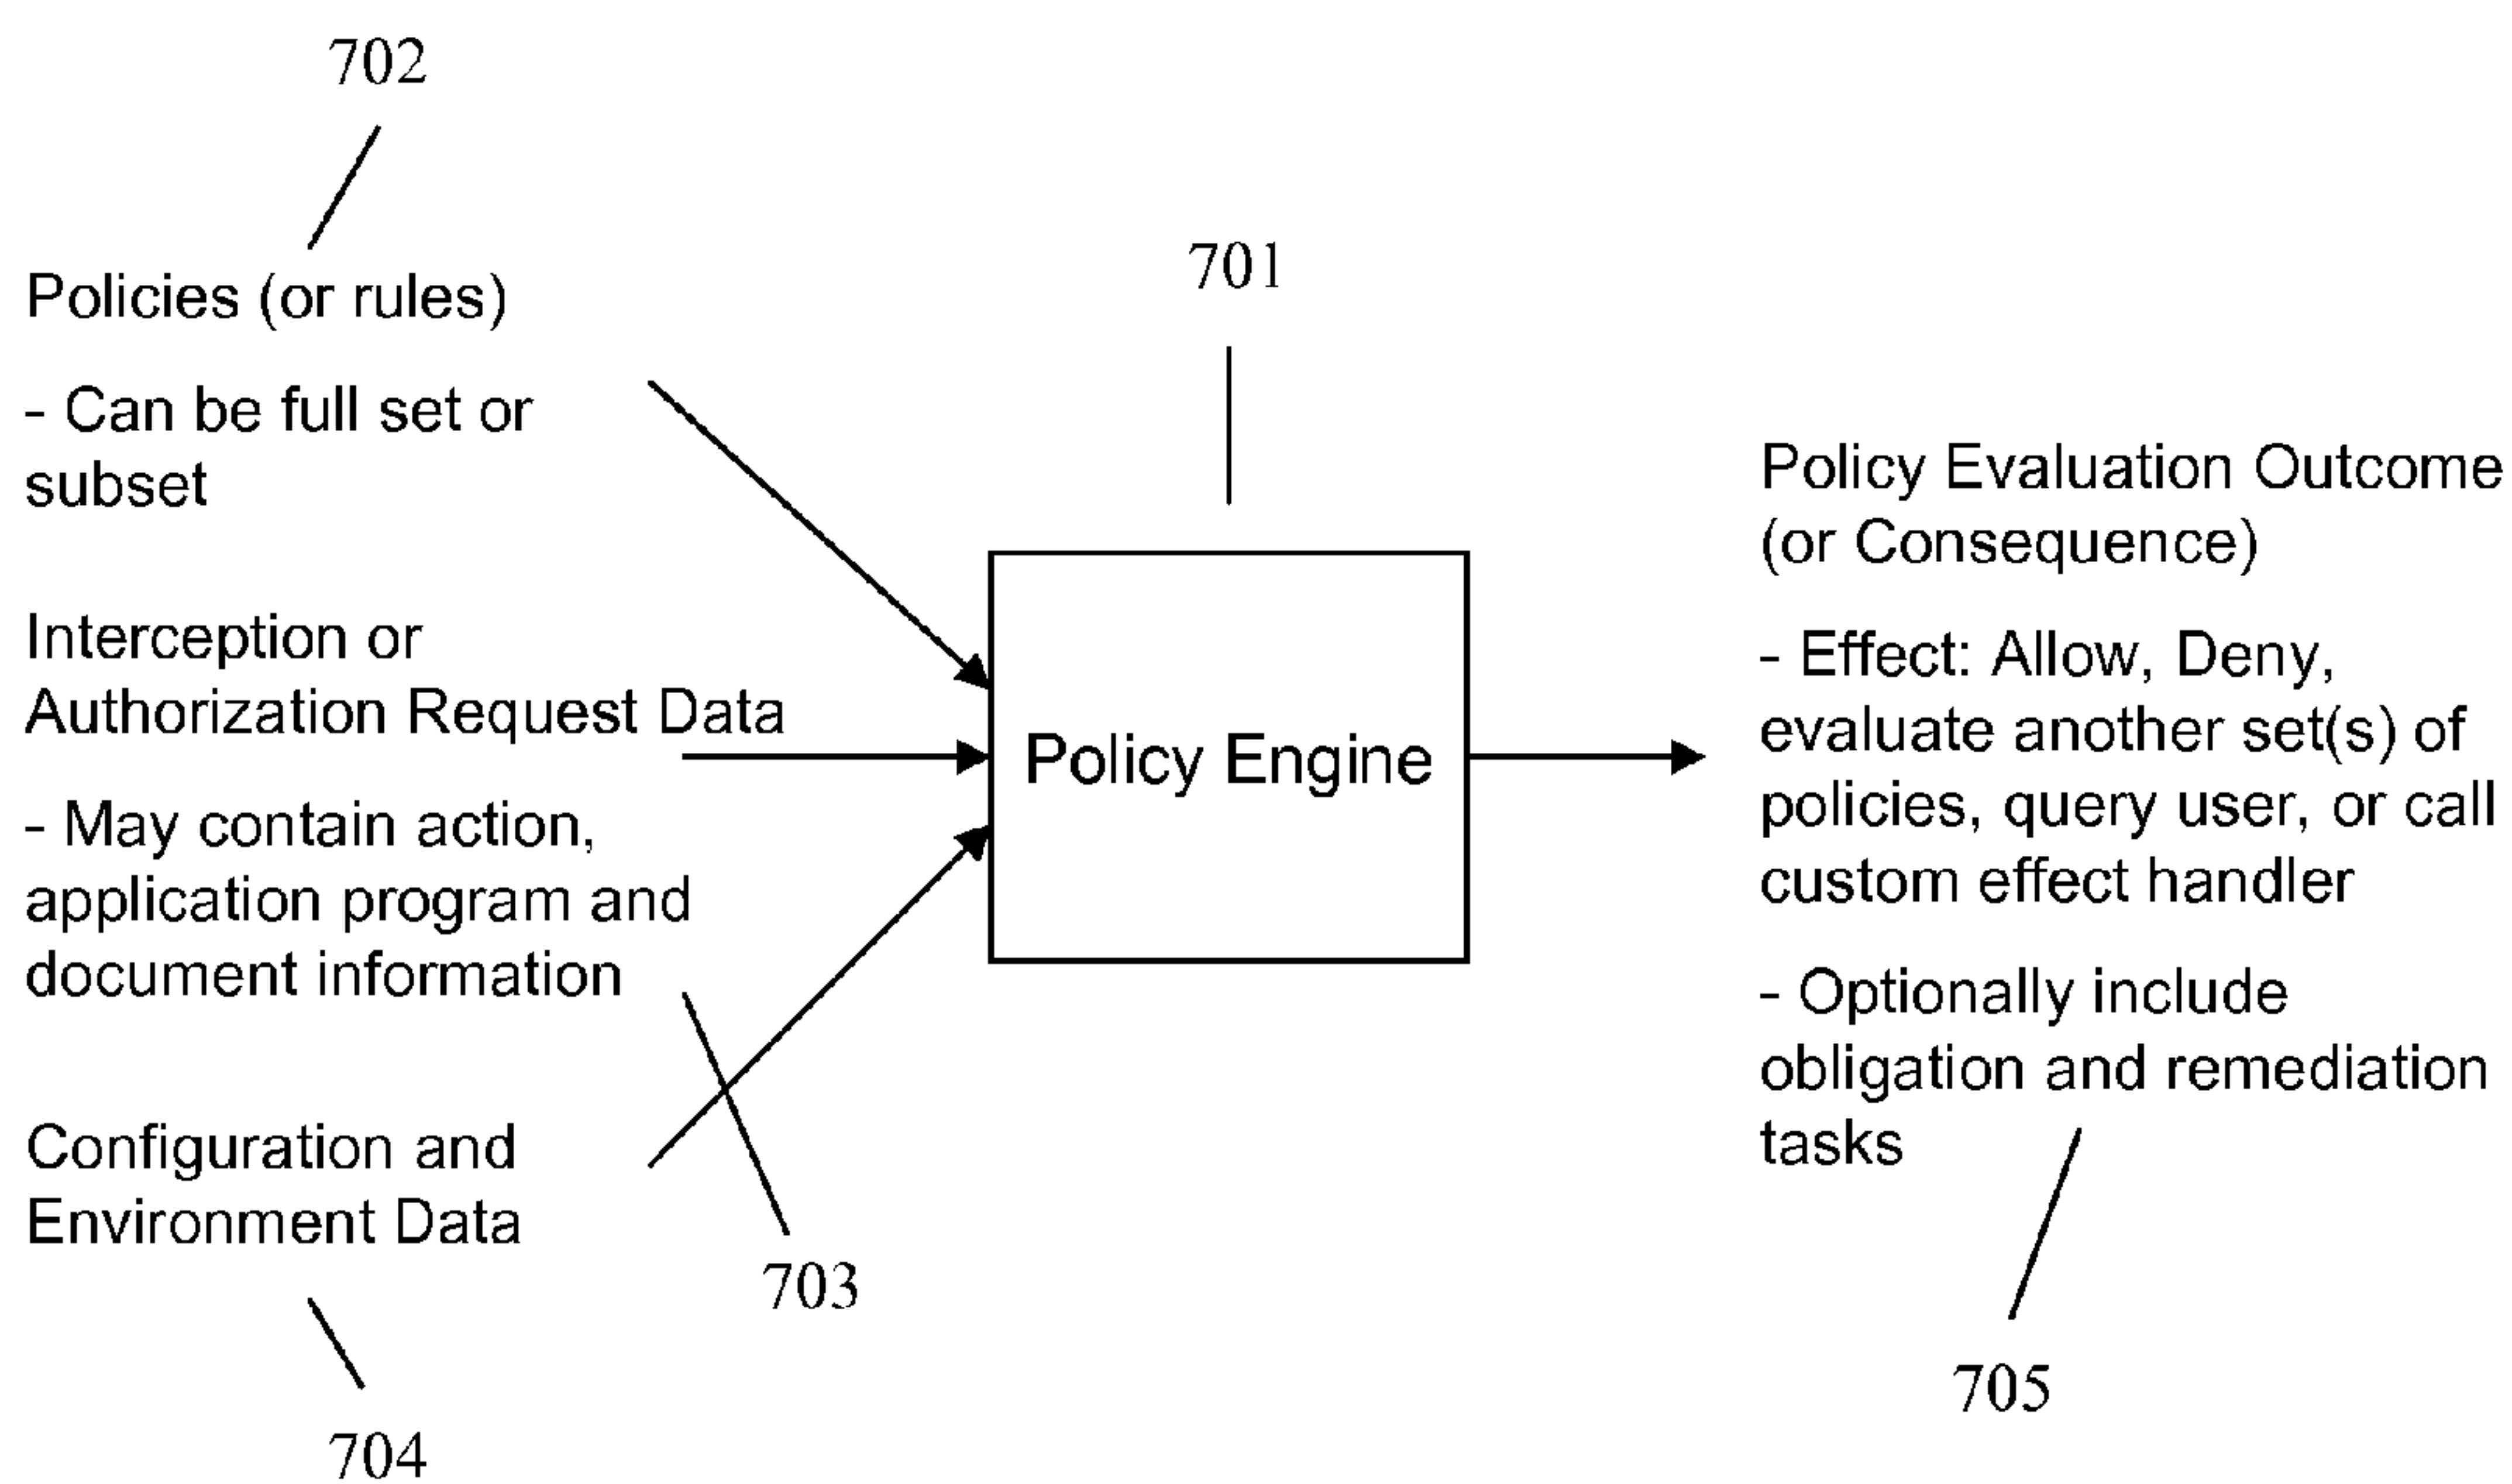 702
Policies (or rules)
- Can be full set or
subset
Interception or
Authorization Request Data
- May contain action,
application program and
document information
Configuration and
Environment Data
703
704
701
Policy Engine
Policy Evaluation Outcome
(or Consequence)
- Effect: Allow, Deny,
evaluate another set(s) of
policies, query user, or call
custom effect handler
- Optionally include
obligation and remediation
tasks
705